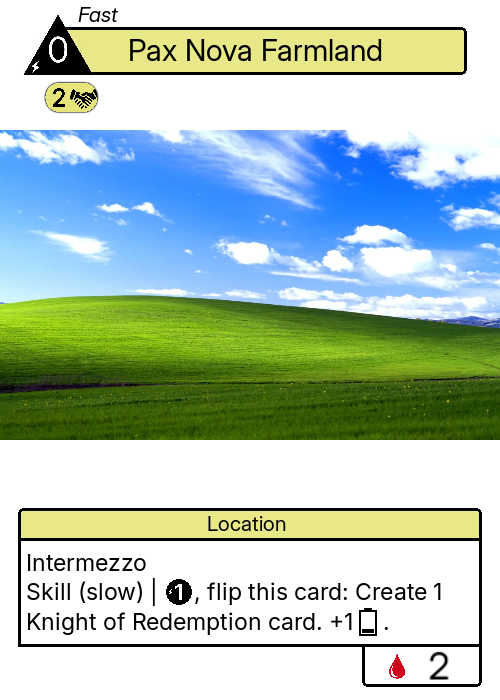 Fast
0
Pax Nova Farmland
2
Location
Intermezzo
Skill (slow) | 1, flip this card: Create 1
Knight of Redemption card. +1 .
2